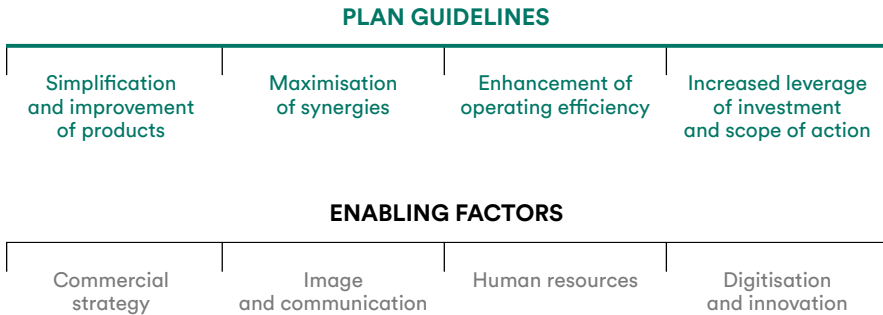 PLAN GUIDELINES
Simplification
and improvement
of products
Maximisation
of synergies
Enhancement of
operating efficiency
Increased leverage
of investment
and scope of action
ENABLING FACTORS
Commercial
strategy
Image
and communication
Human resources
Digitisation
and innovation